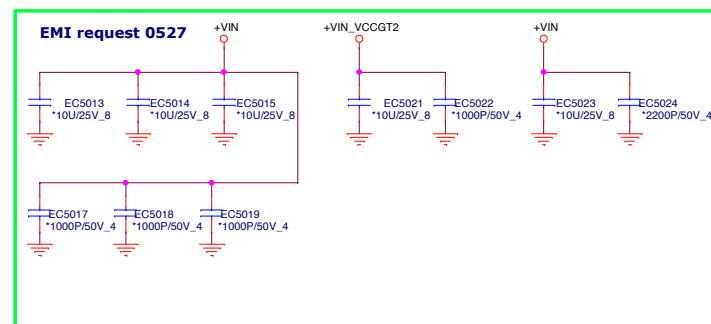 EMI request 0527
+VIN
+VIN_VCCGT2
+VIN
EC5013
*10U/25V_8
EC5014
*10U/25V_8
EC5015
*10U/25V_8
EC5021
*10U/25V_8
EC5022
*1000P/50V_4
EC5023
*10U/25V_8
EC5024
*2200P/50V_4
EC5017
*1000P/50V_4
EC5018
*1000P/50V_4
EC5019
*1000P/50V_4